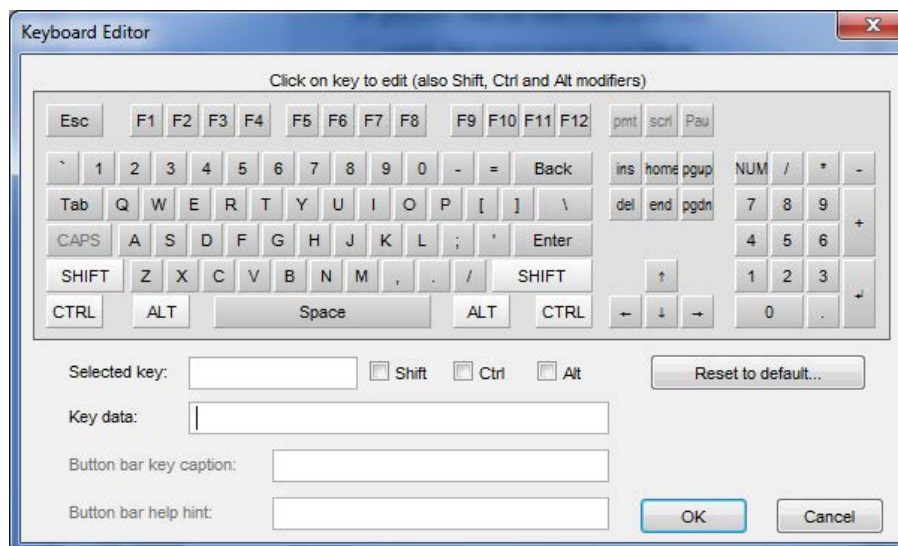 Keyboard Editor
Click on key to edit (also Shift, Ctrl and Alt modifiers)
Esc F1 F2 F3 F4 F5 F6 F7 F8 F9 F10 F11 F12 prnt scrl Pau
` 1 2 3 4 5 6 7 8 9 0 - = Back ins home pgup NUM / * -
Tab Q W E R T Y U I O P [ ] \ del end pgdn 7 8 9 +
CAPS A S D F G H J K L ; ' Enter 4 5 6
SHIFT Z X C V B N M , . / SHIFT ↑ 1 2 3 ↵
CTRL ALT Space ALT CTRL ← ↓ → 0 .
Selected key: Shift Ctrl Alt Reset to default...
Key data:
Button bar key caption:
Button bar help hint: OK Cancel